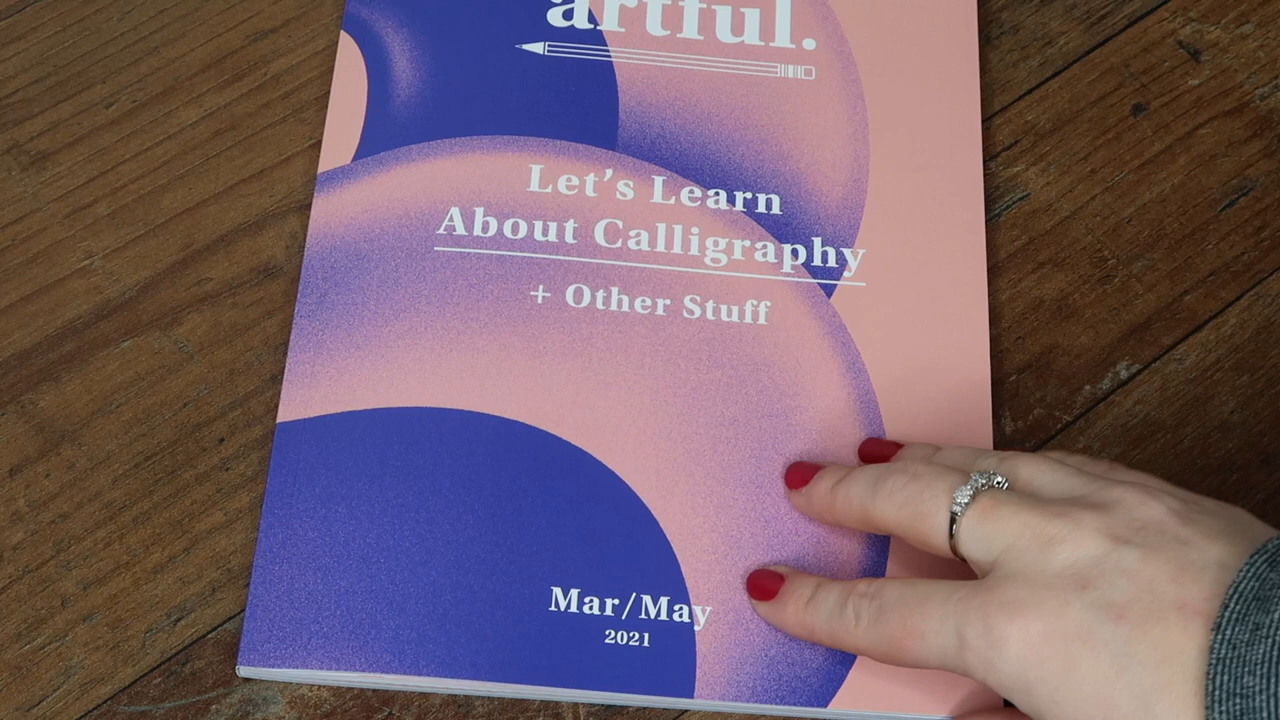 artful.
Let's Learn
About Calligraphy
+ Other Stuff
Mar/May
2021